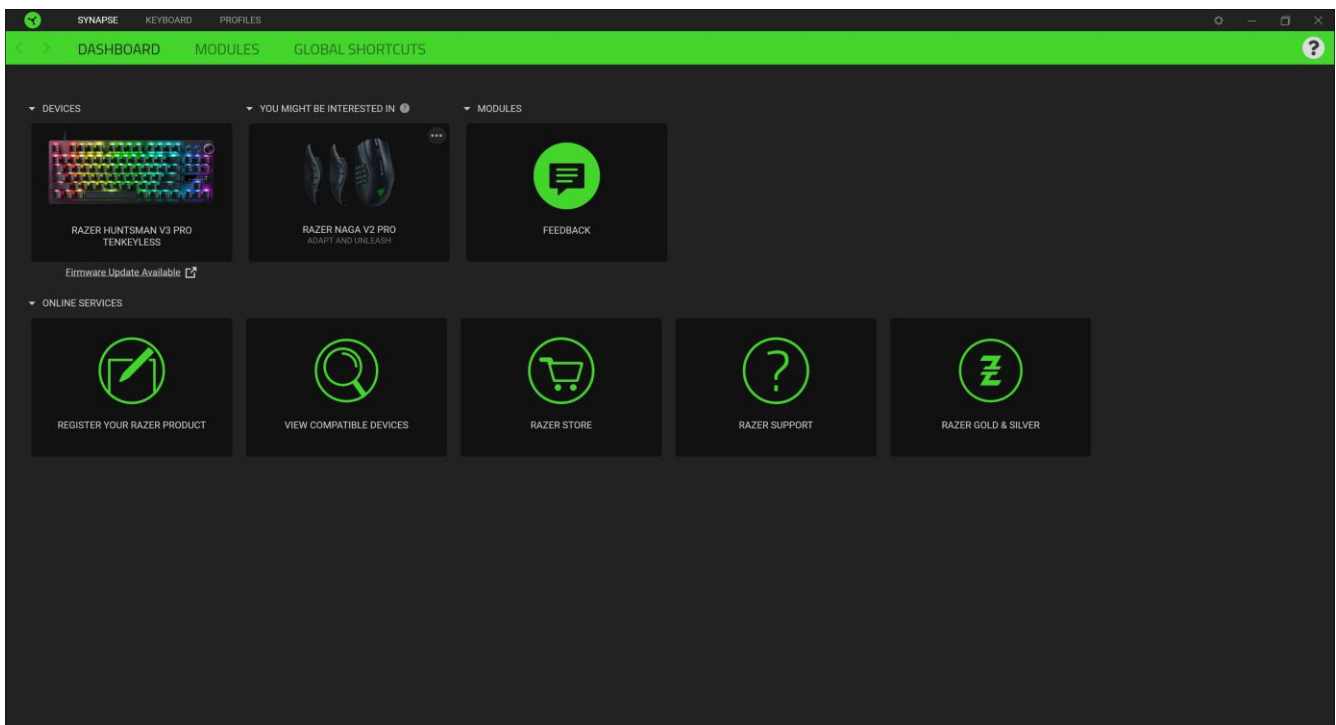 SYNAPSE KEYBOARD PROFILES
DASHBOARD MODULES GLOBAL SHORTCUTS
?
DEVICES
YOU MIGHT BE INTERESTED IN ?
MODULES
RAZER HUNTSMAN V3 PRO
TENKEYLESS
RAZER NAGA V2 PRO
ADAPT AND UNLEASH
FEEDBACK
Firmware Update Available
ONLINE SERVICES
REGISTER YOUR RAZER PRODUCT
VIEW COMPATIBLE DEVICES
RAZER STORE
?
RAZER SUPPORT
RAZER GOLD & SILVER